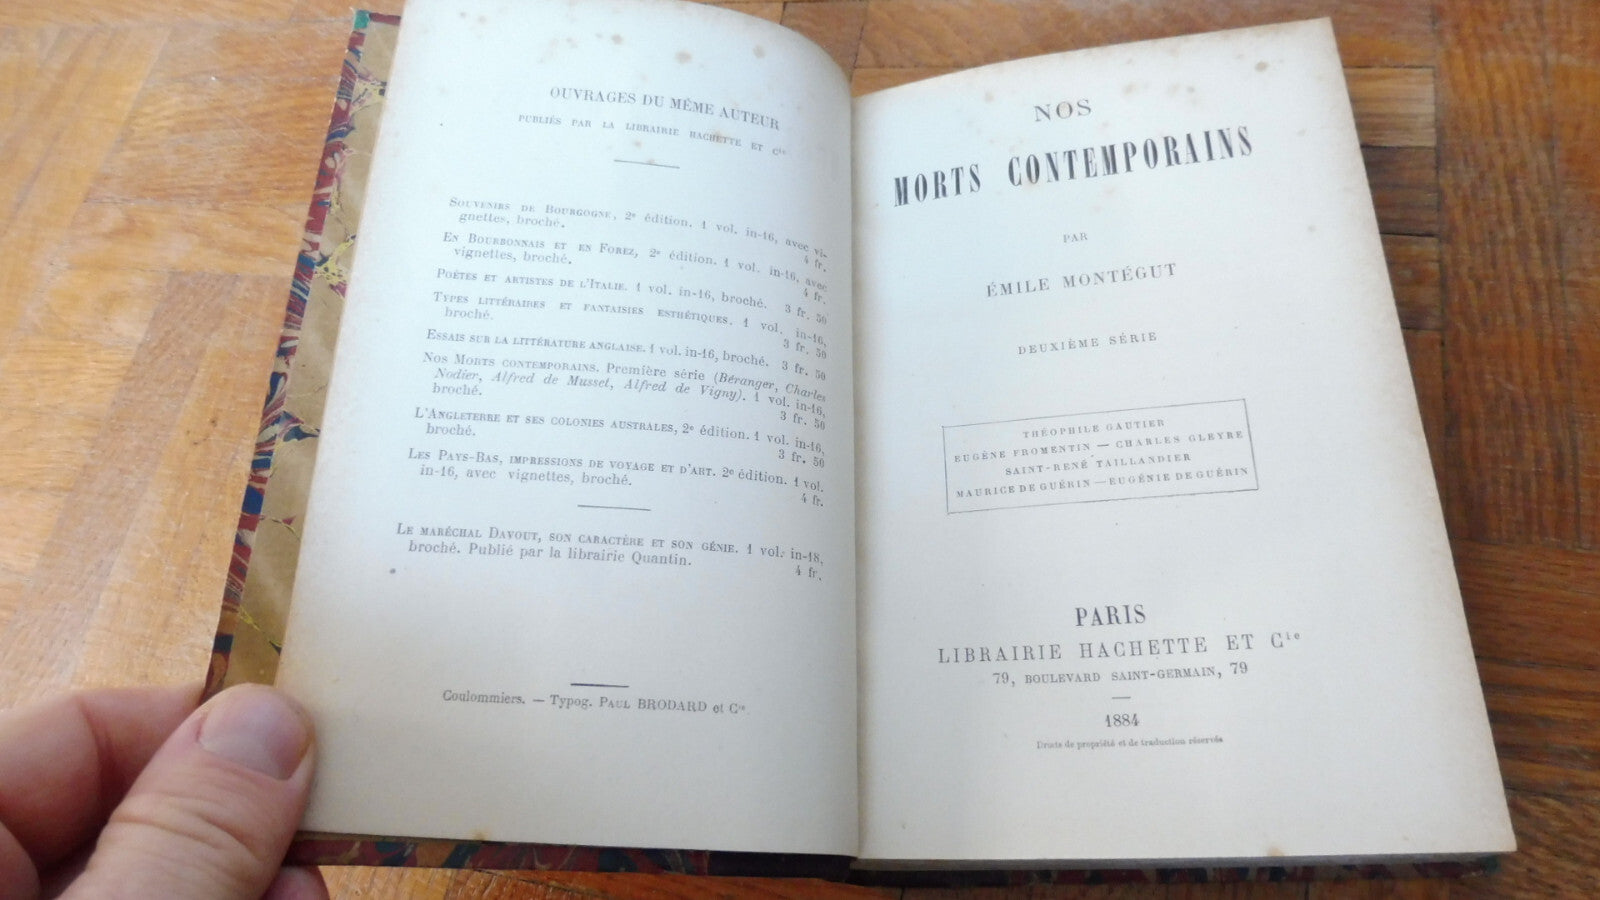 OUVRAGES DU MÊME AUTEUR
PUBLIÉS PAR LA LIBRAIRIE HACHETTE ET Cie
SOUVENIRS DE BOURGOGNE, 2e édition. 1 vol. in-16, avec vi-
gnettes, broché. 4 fr.
EN BOURBONNAIS ET EN FOREZ, 2e édition. 1 vol. in-16, avec
vignettes, broché. 4 fr.
POÈTES ET ARTISTES DE L'ITALIE. 1 vol. in-16, broché. 3 fr. 50
TYPES LITTÉRAIRES ET FANTAISIES ESTHÉTIQUES. 1 vol. in-16,
broché. 3 fr. 50
ESSAIS SUR LA LITTÉRATURE ANGLAISE. 1 vol. in-16, broché. 3 fr. 50
NOS MORTS CONTEMPORAINS. Première série (Béranger, Charles
Nodier, Alfred de Musset, Alfred de Vigny). 1 vol. in-16,
broché. 3 fr. 50
L'ANGLETERRE ET SES COLONIES AUSTRALES, 2e édition. 1 vol. in-16,
broché. 3 fr. 50
LES PAYS-BAS, IMPRESSIONS DE VOYAGE ET D'ART. 2e édition. 1 vol.
in-16, avec vignettes, broché. 4 fr.
LE MARÉCHAL DAVOUT, SON CARACTÈRE ET SON GÉNIE. 1 vol. in-18,
broché. Publié par la librairie Quantin. 4 fr.
Coulommiers. — Typog. PAUL BRODARD et Cie.
NOS
MORTS CONTEMPORAINS
PAR
ÉMILE MONTÉGUT
DEUXIÈME SÉRIE
THÉOPHILE GAUTIER
EUGÈNE FROMENTIN — CHARLES GLEYRE
SAINT-RENÉ TAILLANDIER
MAURICE DE GUÉRIN — EUGÉNIE DE GUÉRIN
PARIS
LIBRAIRIE HACHETTE ET Cie
79, BOULEVARD SAINT-GERMAIN, 79
1884
Droits de propriété et de traduction réservés